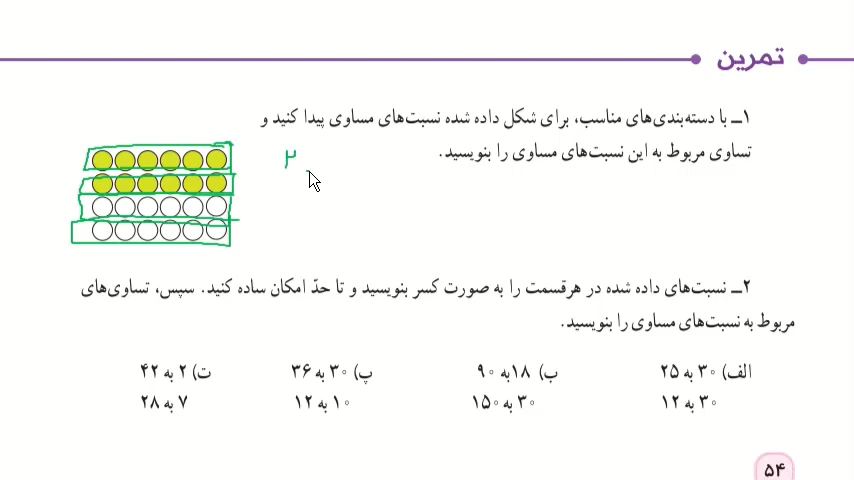 تمرین
۱ــ با دسته‌بندی‌های مناسب، برای شکل داده شده نسبت‌های مساوی پیدا کنید و
تساوی مربوط به این نسبت‌های مساوی را بنویسید.
۲
۲ــ نسبت‌های داده شده در هرقسمت را به صورت کسر بنویسید و تا حدّ امکان ساده کنید. سپس، تساوی‌های
مربوط به نسبت‌های مساوی را بنویسید.
الف) ۳۰ به ۲۵ ب) ۱۸به ۹۰ پ) ۳۰ به ۳۶ ت) ۲ به ۴۲
۳۰ به ۱۲ ۳۰ به ۱۵۰ ۱۰ به ۱۲ ۷ به ۲۸
۵۴